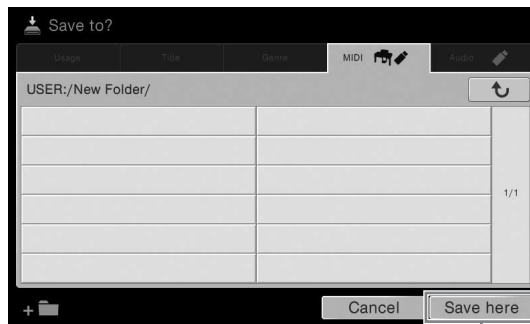 Save to?
Usage Title Genre MIDI Audio
USER:/New Folder/
1/1
Cancel Save here